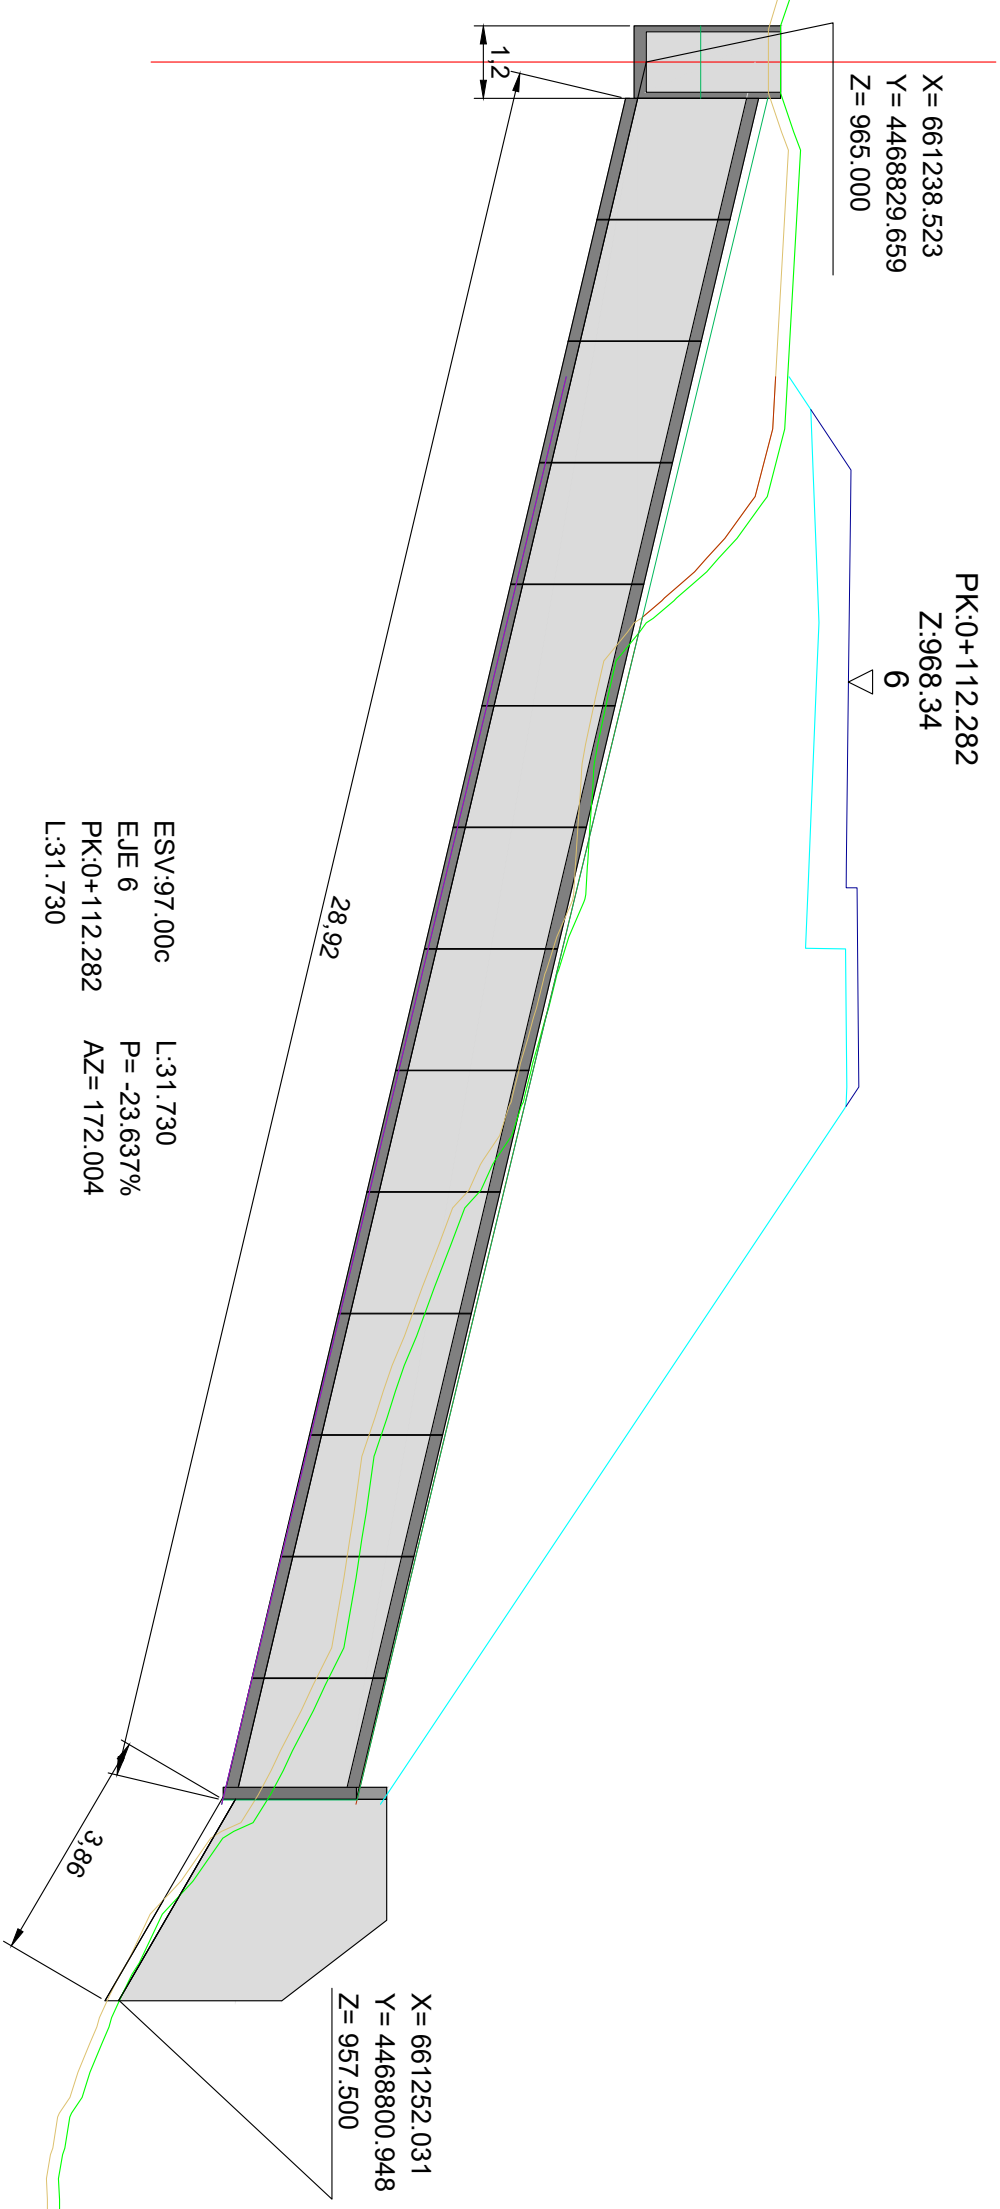 X= 661238.523
Y= 4468829.659
Z= 965.000
1,2
PK:0+112.282
Z:968.34
6
28,92
ESV:97.00c
EJE 6
PK:0+112.282
L:31.730
L:31.730
P= -23.637%
AZ= 172.004
3,86
X= 661252.031
Y= 4468800.948
Z= 957.500